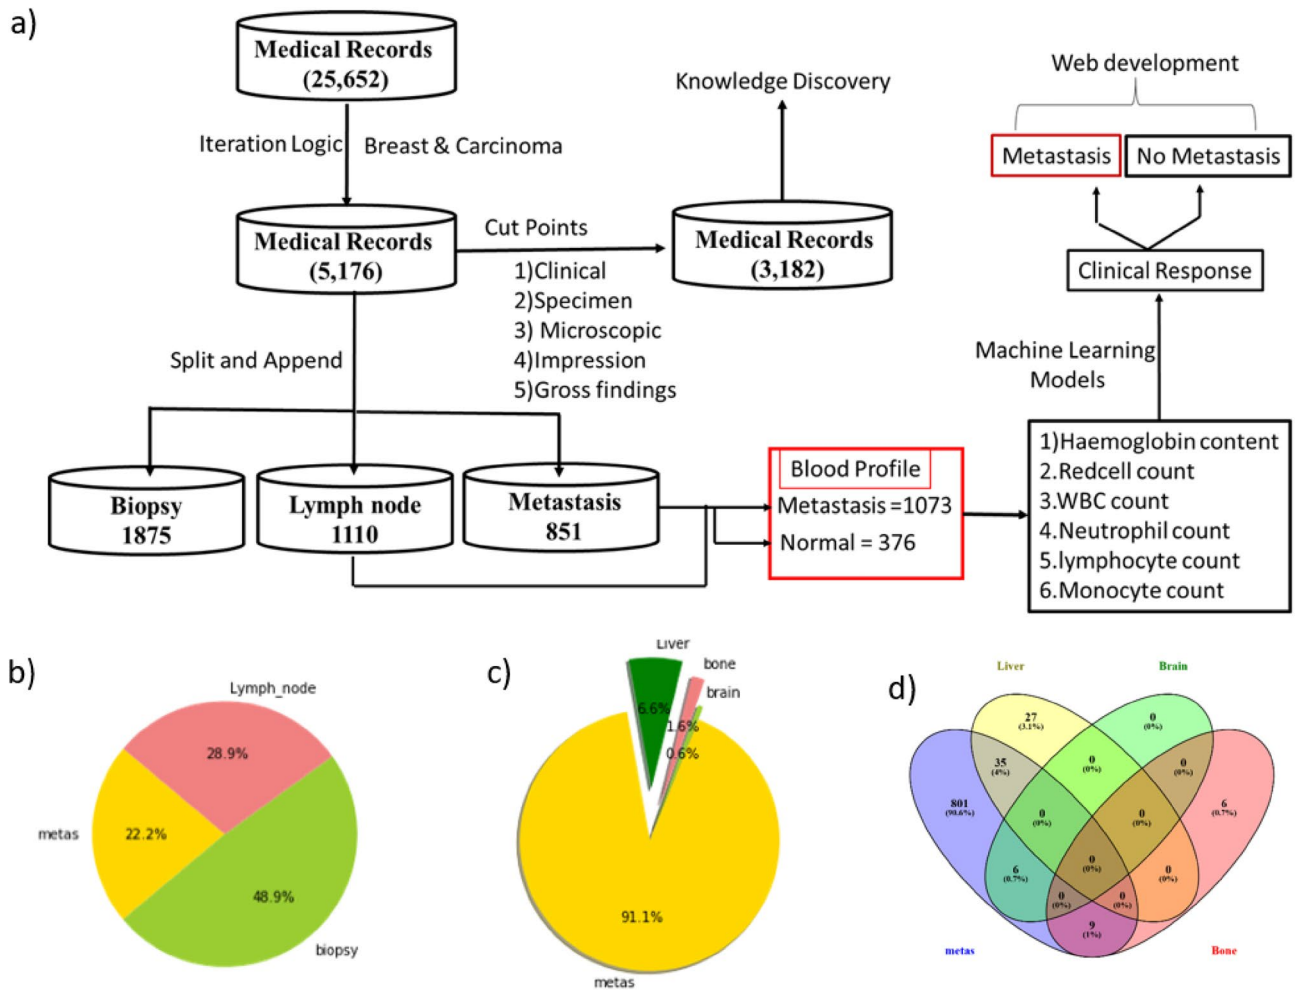 a)
Medical Records
(25,652)
Iteration Logic
Breast & Carcinoma
Medical Records
(5,176)
Cut Points
1)Clinical
2)Specimen
3) Microscopic
4)Impression
5)Gross findings
Knowledge Discovery
Medical Records
(3,182)
Split and Append
Biopsy
1875
Lymph node
1110
Metastasis
851
Blood Profile
Metastasis =1073
Normal = 376
Web development
Metastasis
No Metastasis
Clinical Response
Machine Learning
Models
1)Haemoglobin content
2.Redcell count
3.WBC count
4.Neutrophil count
5.lymphocyte count
6.Monocyte count
b)
Lymph_node
28.9%
metas
22.2%
48.9%
biopsy
c)
Liver
bone
brain
6.6%
1.6%
0.6%
91.1%
metas
d)
Liver
Brain
27
(3.1%)
0
(0%)
35
(4%)
0
(0%)
0
(0%)
801
(90.6%)
0
(0%)
0
(0%)
6
(0.7%)
6
(0.7%)
0
(0%)
0
(0%)
0
(0%)
0
(0%)
9
(1%)
metas
Bone